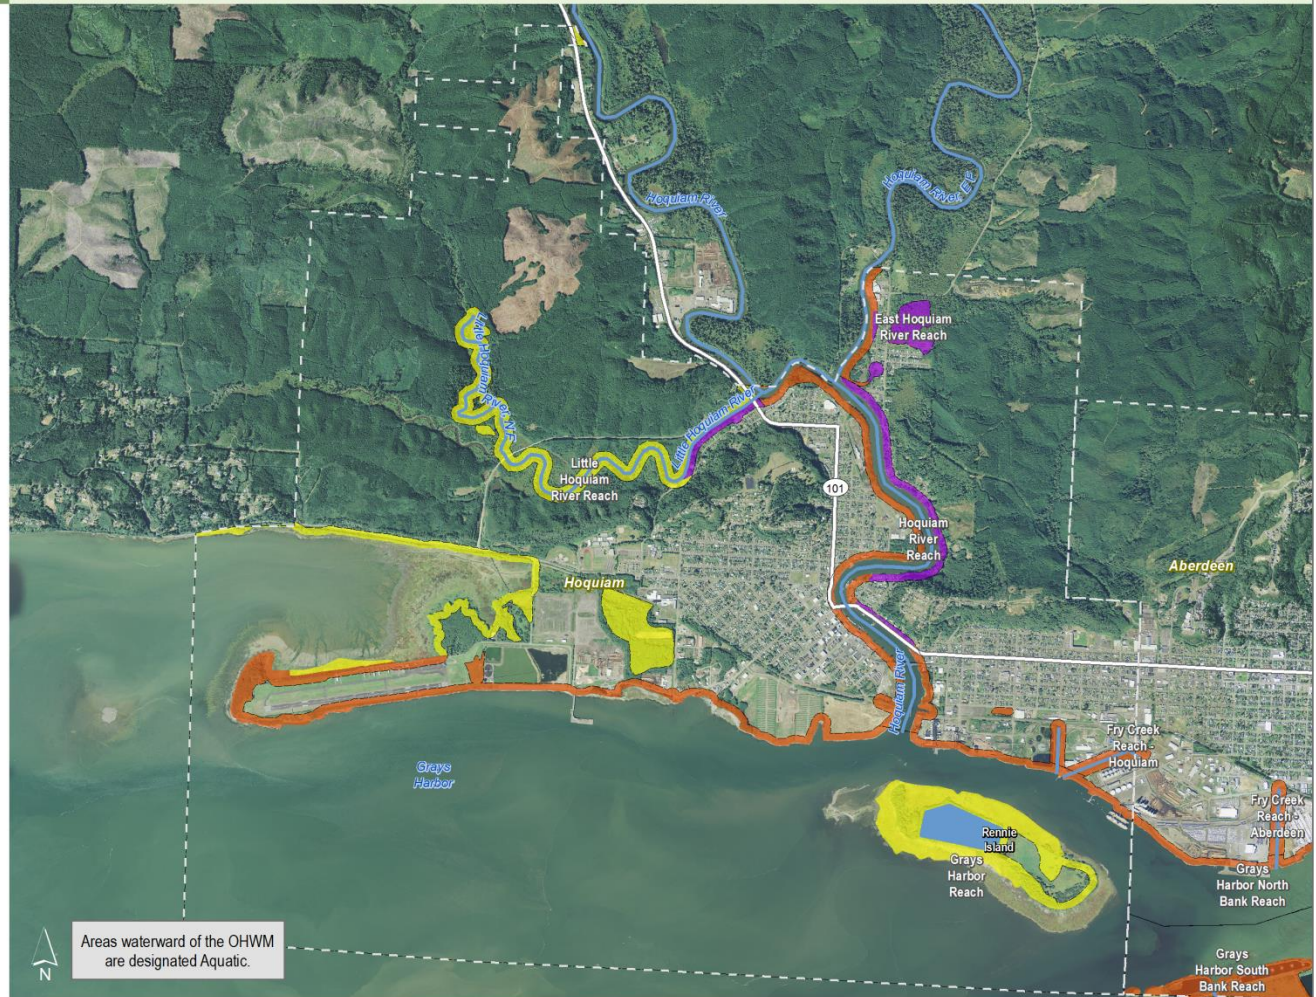 Hoquiam River
Hoquiam River, E.F.
East Hoquiam
River Reach
Little Hoquiam
River, N.F.
Little Hoquiam River
Little
Hoquiam
River Reach
101
Hoquiam
River
Reach
Aberdeen
Hoquiam
Hoquiam River
Fry Creek
Reach -
Hoquiam
Grays
Harbor
Fry Creek
Reach -
Aberdeen
Rennie
Island
Grays
Harbor
Reach
Grays
Harbor North
Bank Reach
Areas waterward of the OHWM
are designated Aquatic.
N
Grays
Harbor South
Bank Reach